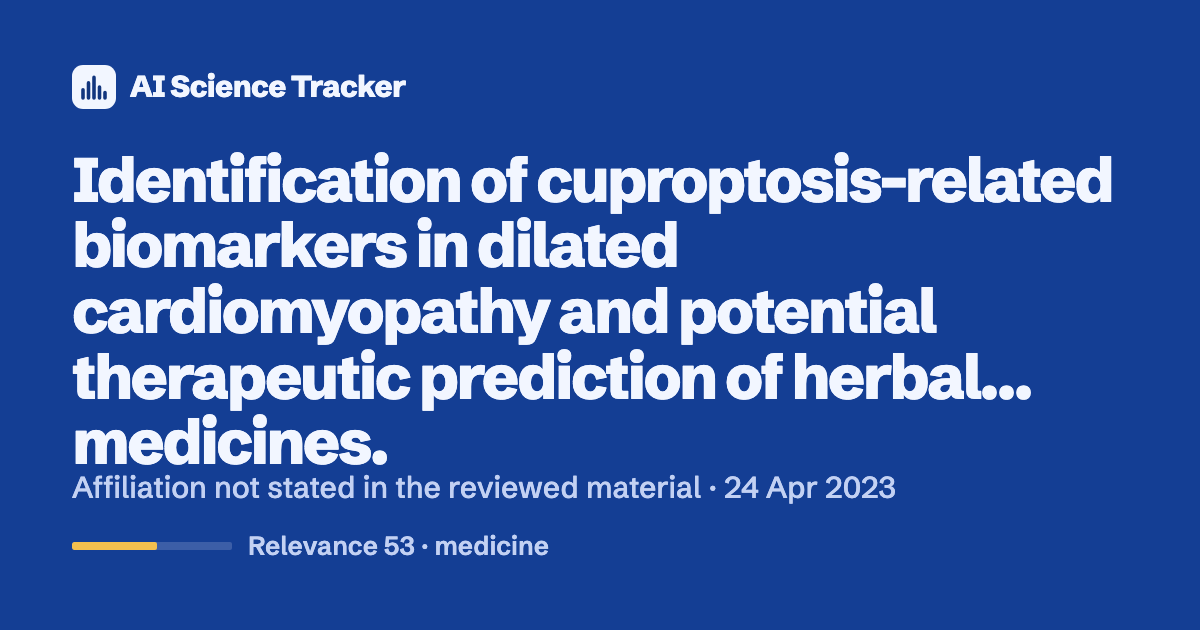 AI Science Tracker
Identification of cuproptosis-related
biomarkers in dilated
cardiomyopathy and potential
therapeutic prediction of herbal...
medicines.
Affiliation not stated in the reviewed material · 24 Apr 2023
Relevance 53 · medicine